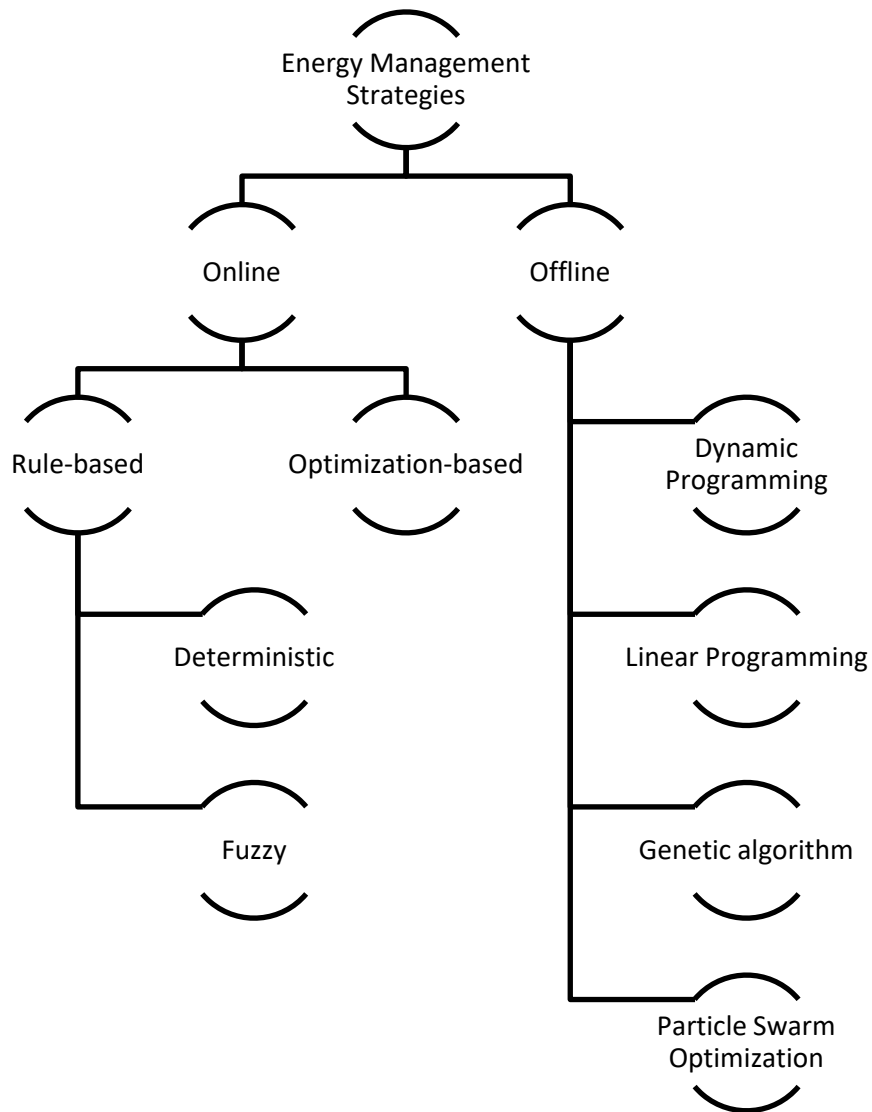 Energy Management
Strategies
Online
Offline
Rule-based
Optimization-based
Dynamic
Programming
Deterministic
Linear Programming
Fuzzy
Genetic algorithm
Particle Swarm
Optimization